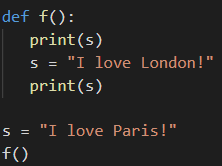 def f():
    print(s)
    s = "I love London!"
    print(s)

s = "I love Paris!"
f()